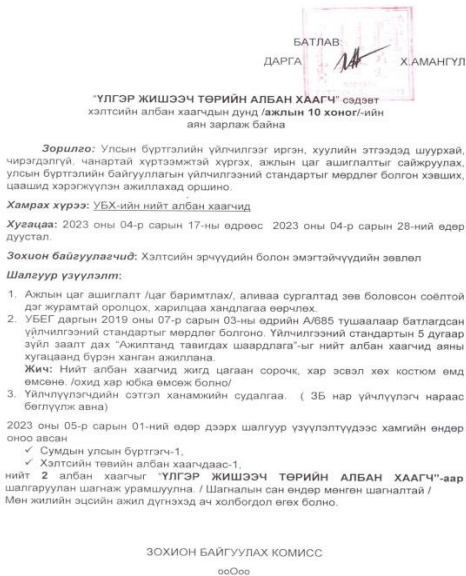 БАТЛАВ:
ДАРГА Х.АМАНГҮЛ
“ҮЛГЭР ЖИШЭЭЧ ТӨРИЙН АЛБАН ХААГЧ” сэдэвт
хэлтсийн албан хаагчдын дунд /ажлын 10 хоног/-ийн
аян зарлаж байна
Зорилго: Улсын бүртгэлийн үйлчилгээг иргэн, хуулийн этгээдэд шуурхай,
чирэгдэлгүй, чанартай хүртээмжтэй хүргэх, ажлын цаг ашиглалтыг сайжруулах,
улсын бүртгэлийн байгууллагын үйлчилгээний стандартыг мөрдлөг болгон хэвших,
цаашид хэрэгжүүлэн ажиллахад оршино.
Хамрах хүрээ: УБХ-ийн нийт албан хаагчид
Хугацаа: 2023 оны 04-р сарын 17-ны өдрөөс 2023 оны 04-р сарын 28-ний өдөр
дуустал.
Зохион байгуулагчид: Хэлтсийн эрчүүдийн болон эмэгтэйчүүдийн зөвлөл
Шалгуур үзүүлэлт:
1. Ажлын цаг ашиглалт /цаг баримтлах/, аливаа сургалтад зөв боловсон соёлтой
дэг журамтай оролцох, харилцаа хандлагаа өөрчлөх.
2. УБЕГ даргын 2019 оны 07-р сарын 03-ны өдрийн А/685 тушаалаар батлагдсан
үйлчилгээний стандартыг мөрдлөг болгоно. Үйлчилгээний стандартын 5 дугаар
зүйл заалт дах “Ажилтанд тавигдах шаардлага”-ыг нийт албан хаагчид аяны
хугацаанд бүрэн ханган ажиллана.
Жич: Нийт албан хаагчид жигд цагаан сорочк, хар эсвэл хөх костюм өмд
өмсөнө. /охид хар юбка өмсөж болно/
3. Үйлчлүүлэгчдийн сэтгэл ханамжийн судалгаа. ( ЗБ нар үйчлүүлэгч нараас
бөглүүлж авна)
2023 оны 05-р сарын 01-ний өдөр дээрх шалгуур үзүүлэлтүүдээс хамгийн өндөр
оноо авсан
✓ Сумдын улсын бүртгэгч-1,
✓ Хэлтсийн төвийн албан хаагчдаас-1,
нийт 2 албан хаагчыг “ҮЛГЭР ЖИШЭЭЧ ТӨРИЙН АЛБАН ХААГЧ”-аар
шалгаруулан шагнаж урамшуулна. / Шагналын сан өндөр мөнгөн шагналтай /
Мөн жилийн эцсийн ажил дүгнэхэд ач холбогдол өгөх болно.
ЗОХИОН БАЙГУУЛАХ КОМИСС
ооОоо